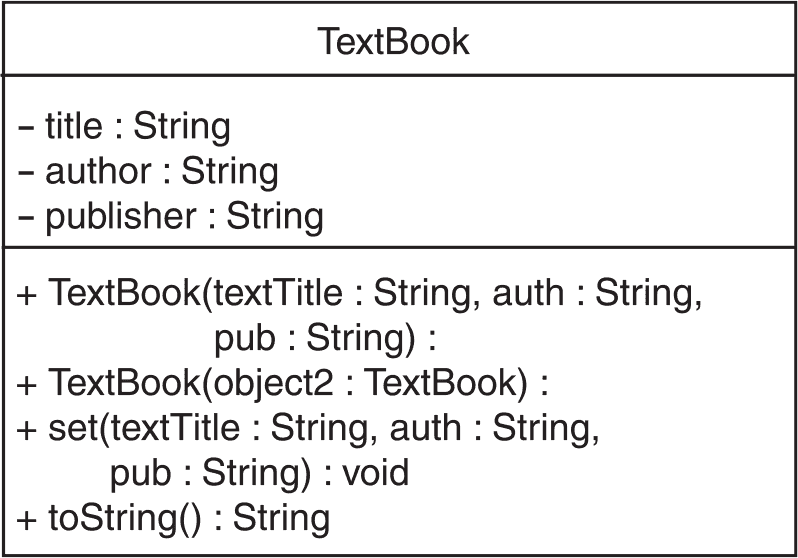 TextBook
– title : String
– author : String
– publisher : String
+ TextBook(textTitle : String, auth : String,
pub : String) :
+ TextBook(object2 : TextBook) :
+ set(textTitle : String, auth : String,
pub : String) : void
+ toString() : String